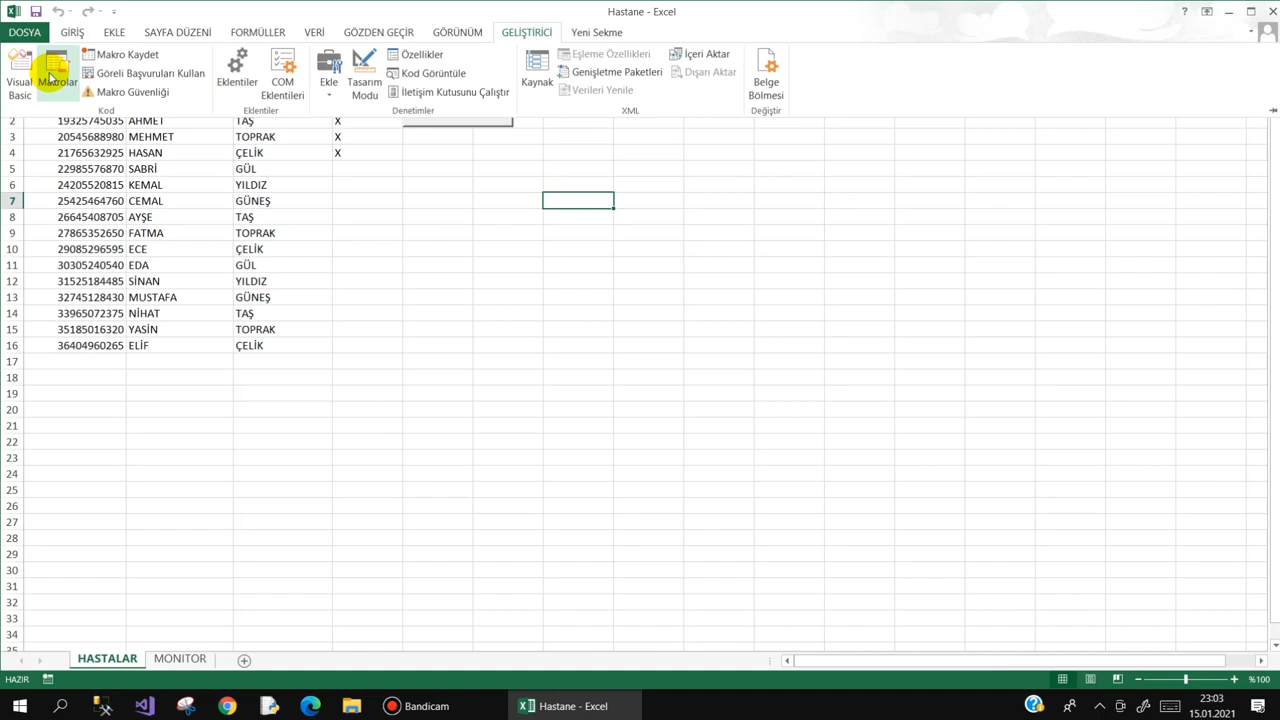 Hastane - Excel
DOSYA GİRİŞ EKLE SAYFA DÜZENİ FORMÜLLER VERİ GÖZDEN GEÇİR GÖRÜNÜM GELİŞTİRİCİ Yeni Sekme
Visual Basic
Makrolar
Makro Kaydet
Göreli Başvuruları Kullan
Makro Güvenliği
Kod
Eklentiler
COM Eklentileri
Eklentiler
Ekle
Tasarım Modu
Özellikler
Kod Görüntüle
İletişim Kutusunu Çalıştır
Denetimler
Kaynak
Eşleme Özellikleri
Genişletme Paketleri
Verileri Yenile
İçeri Aktar
Dışarı Aktar
XML
Belge Bölmesi
Değiştir
2 19325745035 AHMET TAŞ X
3 20545688980 MEHMET TOPRAK X
4 21765632925 HASAN ÇELİK X
5 22985576870 SABRİ GÜL
6 24205520815 KEMAL YILDIZ
7 25425464760 CEMAL GÜNEŞ
8 26645408705 AYŞE TAŞ
9 27865352650 FATMA TOPRAK
10 29085296595 ECE ÇELİK
11 30305240540 EDA GÜL
12 31525184485 SİNAN YILDIZ
13 32745128430 MUSTAFA GÜNEŞ
14 33965072375 NİHAT TAŞ
15 35185016320 YASİN TOPRAK
16 36404960265 ELİF ÇELİK
17
18
19
20
21
22
23
24
25
26
27
28
29
30
31
32
33
34
35
HASTALAR MONITOR
HAZIR %100
Bandicam Hastane - Excel 23:03
15.01.2021